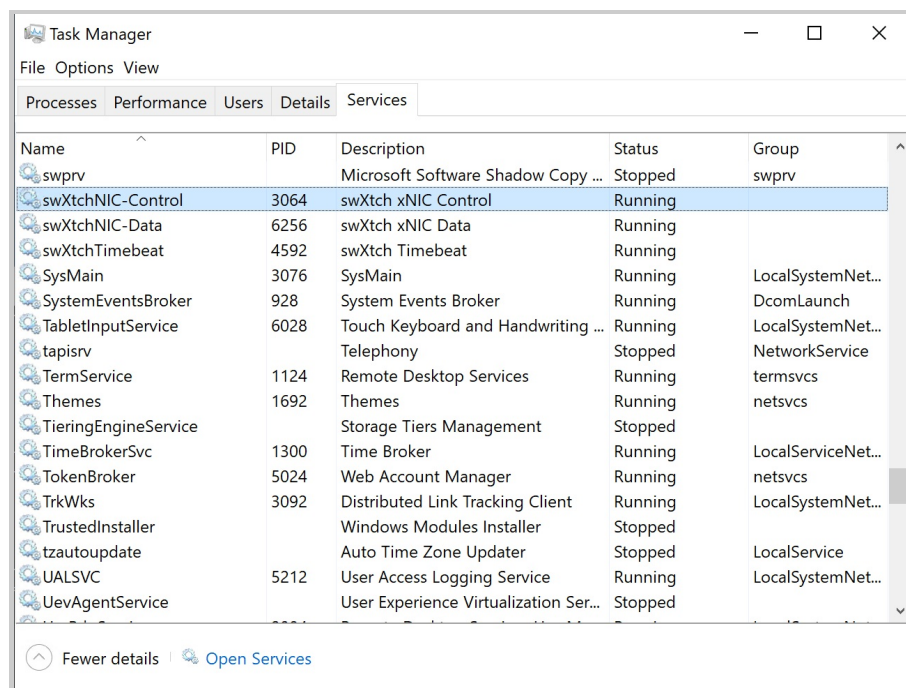 Task Manager
File Options View
Processes Performance Users Details Services
Name PID Description Status Group
swprv Microsoft Software Shadow Copy ... Stopped swprv
swXtchNIC-Control 3064 swXtch xNIC Control Running
swXtchNIC-Data 6256 swXtch xNIC Data Running
swXtchTimebeat 4592 swXtch Timebeat Running
SysMain 3076 SysMain Running LocalSystemNet...
SystemEventsBroker 928 System Events Broker Running DcomLaunch
TabletInputService 6028 Touch Keyboard and Handwriting ... Running LocalSystemNet...
tapisrv Telephony Stopped NetworkService
TermService 1124 Remote Desktop Services Running termsvcs
Themes 1692 Themes Running netsvcs
TieringEngineService Storage Tiers Management Stopped
TimeBrokerSvc 1300 Time Broker Running LocalServiceNet...
TokenBroker 5024 Web Account Manager Running netsvcs
TrkWks 3092 Distributed Link Tracking Client Running LocalSystemNet...
TrustedInstaller Windows Modules Installer Stopped
tzautoupdate Auto Time Zone Updater Stopped LocalService
UALSVC 5212 User Access Logging Service Running LocalSystemNet...
UevAgentService User Experience Virtualization Ser... Stopped
Fewer details Open Services